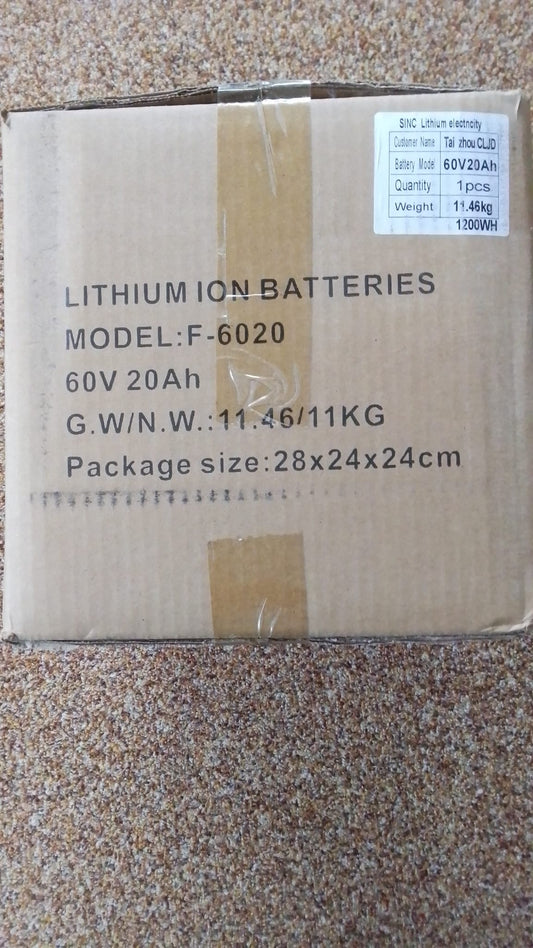 SINC Lithium electricity
Customer Name Tai zhou CLJD
Battery Model 60V20Ah
Quantity 1pcs
Weight 11.46kg
1200WH
LITHIUM ION BATTERIES
MODEL:F-6020
60V 20Ah
G.W/N.W.:11.46/11KG
Package size:28x24x24cm